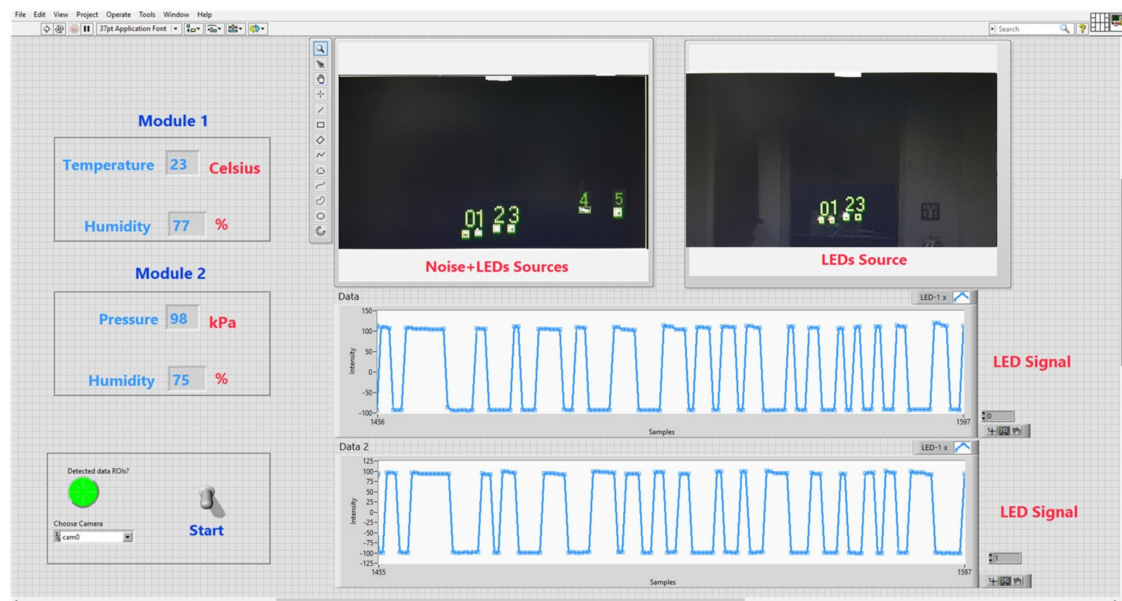 File Edit View Project Operate Tools Window Help
37pt Application Font
Search
Module 1
Temperature 23 Celsius
Humidity 77 %
Module 2
Pressure 98 kPa
Humidity 75 %
Detected data ROIs?
Choose Camera
cam0
Start
01 23 4 5
Noise+LEDs Sources
01 23
LEDs Source
Data
LED-1 x
150-
100-
50-
0-
-50-
-100-
Intensity
1456
1597
Samples
LED Signal
0
Data 2
LED-1 x
125-
100-
75-
50-
25-
0-
-25-
-50-
-75-
-100-
-125-
Intensity
1455
1597
Samples
LED Signal
1